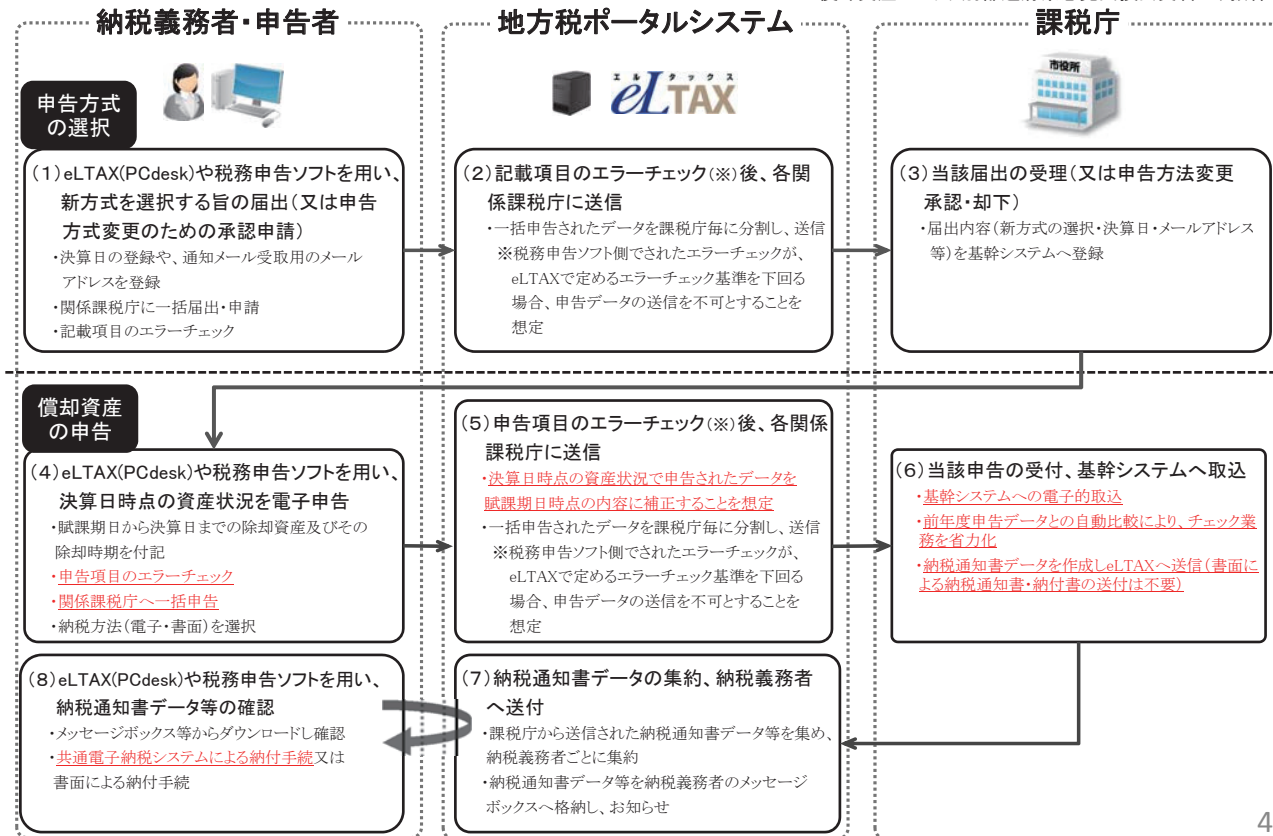 納税義務者・申告者
地方税ポータルシステム
課税庁
市役所
エルタックス
eLTAX
申告方式
の選択
(1)eLTAX(PCdesk)や税務申告ソフトを用い、
新方式を選択する旨の届出(又は申告
方式変更のための承認申請)
・決算日の登録や、通知メール受取用のメール
アドレスを登録
・関係課税庁に一括届出・申請
・記載項目のエラーチェック
(2)記載項目のエラーチェック(※)後、各関
係課税庁に送信
・一括申告されたデータを課税庁毎に分割し、送信
※税務申告ソフト側でされたエラーチェックが、
eLTAXで定めるエラーチェック基準を下回る
場合、申告データの送信を不可とすることを
想定
(3)当該届出の受理(又は申告方法変更
承認・却下)
・届出内容(新方式の選択・決算日・メールアドレス
等)を基幹システムへ登録
償却資産
の申告
(4)eLTAX(PCdesk)や税務申告ソフトを用い、
決算日時点の資産状況を電子申告
・賦課期日から決算日までの除却資産及びその
除却時期を付記
・申告項目のエラーチェック
・関係課税庁へ一括申告
・納税方法(電子・書面)を選択
(5)申告項目のエラーチェック(※)後、各関係
課税庁に送信
・決算日時点の資産状況で申告されたデータを
賦課期日時点の内容に補正することを想定
・一括申告されたデータを課税庁毎に分割し、送信
※税務申告ソフト側でされたエラーチェックが、
eLTAXで定めるエラーチェック基準を下回る
場合、申告データの送信を不可とすることを
想定
(6)当該申告の受付、基幹システムへ取込
・基幹システムへの電子的取込
・前年度申告データとの自動比較により、チェック業
務を省力化
・納税通知書データを作成しeLTAXへ送信(書面に
よる納税通知書・納付書の送付は不要)
(8)eLTAX(PCdesk)や税務申告ソフトを用い、
納税通知書データ等の確認
・メッセージボックス等からダウンロードし確認
・共通電子納税システムによる納付手続又は
書面による納付手続
(7)納税通知書データの集約、納税義務者
へ送付
・課税庁から送信された納税通知書データ等を集め、
納税義務者ごとに集約
・納税通知書データ等を納税義務者のメッセージ
ボックスへ格納し、お知らせ
4